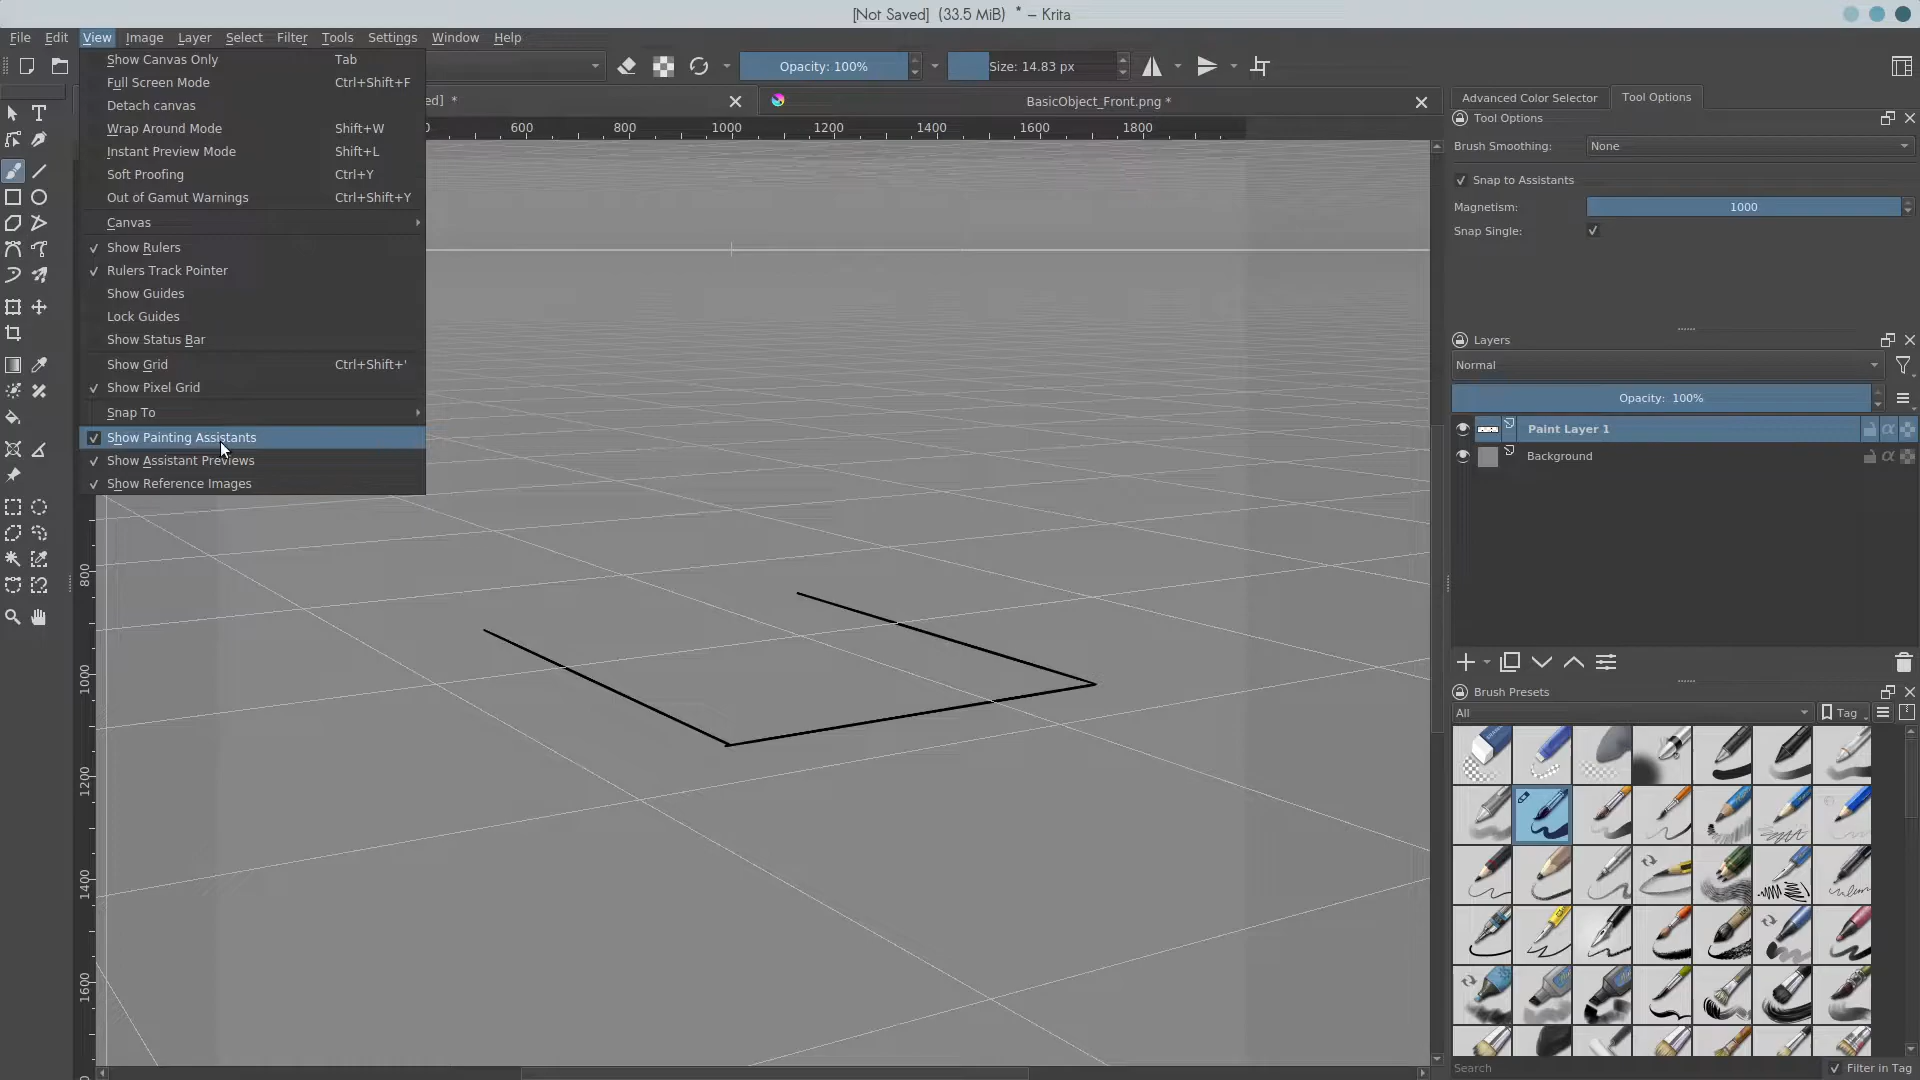 [Not Saved] (33.5 MiB) * – Krita
File Edit View Image Layer Select Filter Tools Settings Window Help
Show Canvas Only Tab
Full Screen Mode Ctrl+Shift+F
Detach canvas
Wrap Around Mode Shift+W
Instant Preview Mode Shift+L
Soft Proofing Ctrl+Y
Out of Gamut Warnings Ctrl+Shift+Y
Canvas
Show Rulers
Rulers Track Pointer
Show Guides
Lock Guides
Show Status Bar
Show Grid Ctrl+Shift+'
Show Pixel Grid
Snap To
Show Painting Assistants
Show Assistant Previews
Show Reference Images
Opacity: 100%
Size: 14.83 px
ed] *
BasicObject_Front.png *
600 800 1000 1200 1400 1600 1800
800
1000
1200
1400
1600
Advanced Color Selector Tool Options
Tool Options
Brush Smoothing: None
Snap to Assistants
Magnetism: 1000
Snap Single:
Layers
Normal
Opacity: 100%
Paint Layer 1
Background
Brush Presets
All Tag
Search Filter in Tag